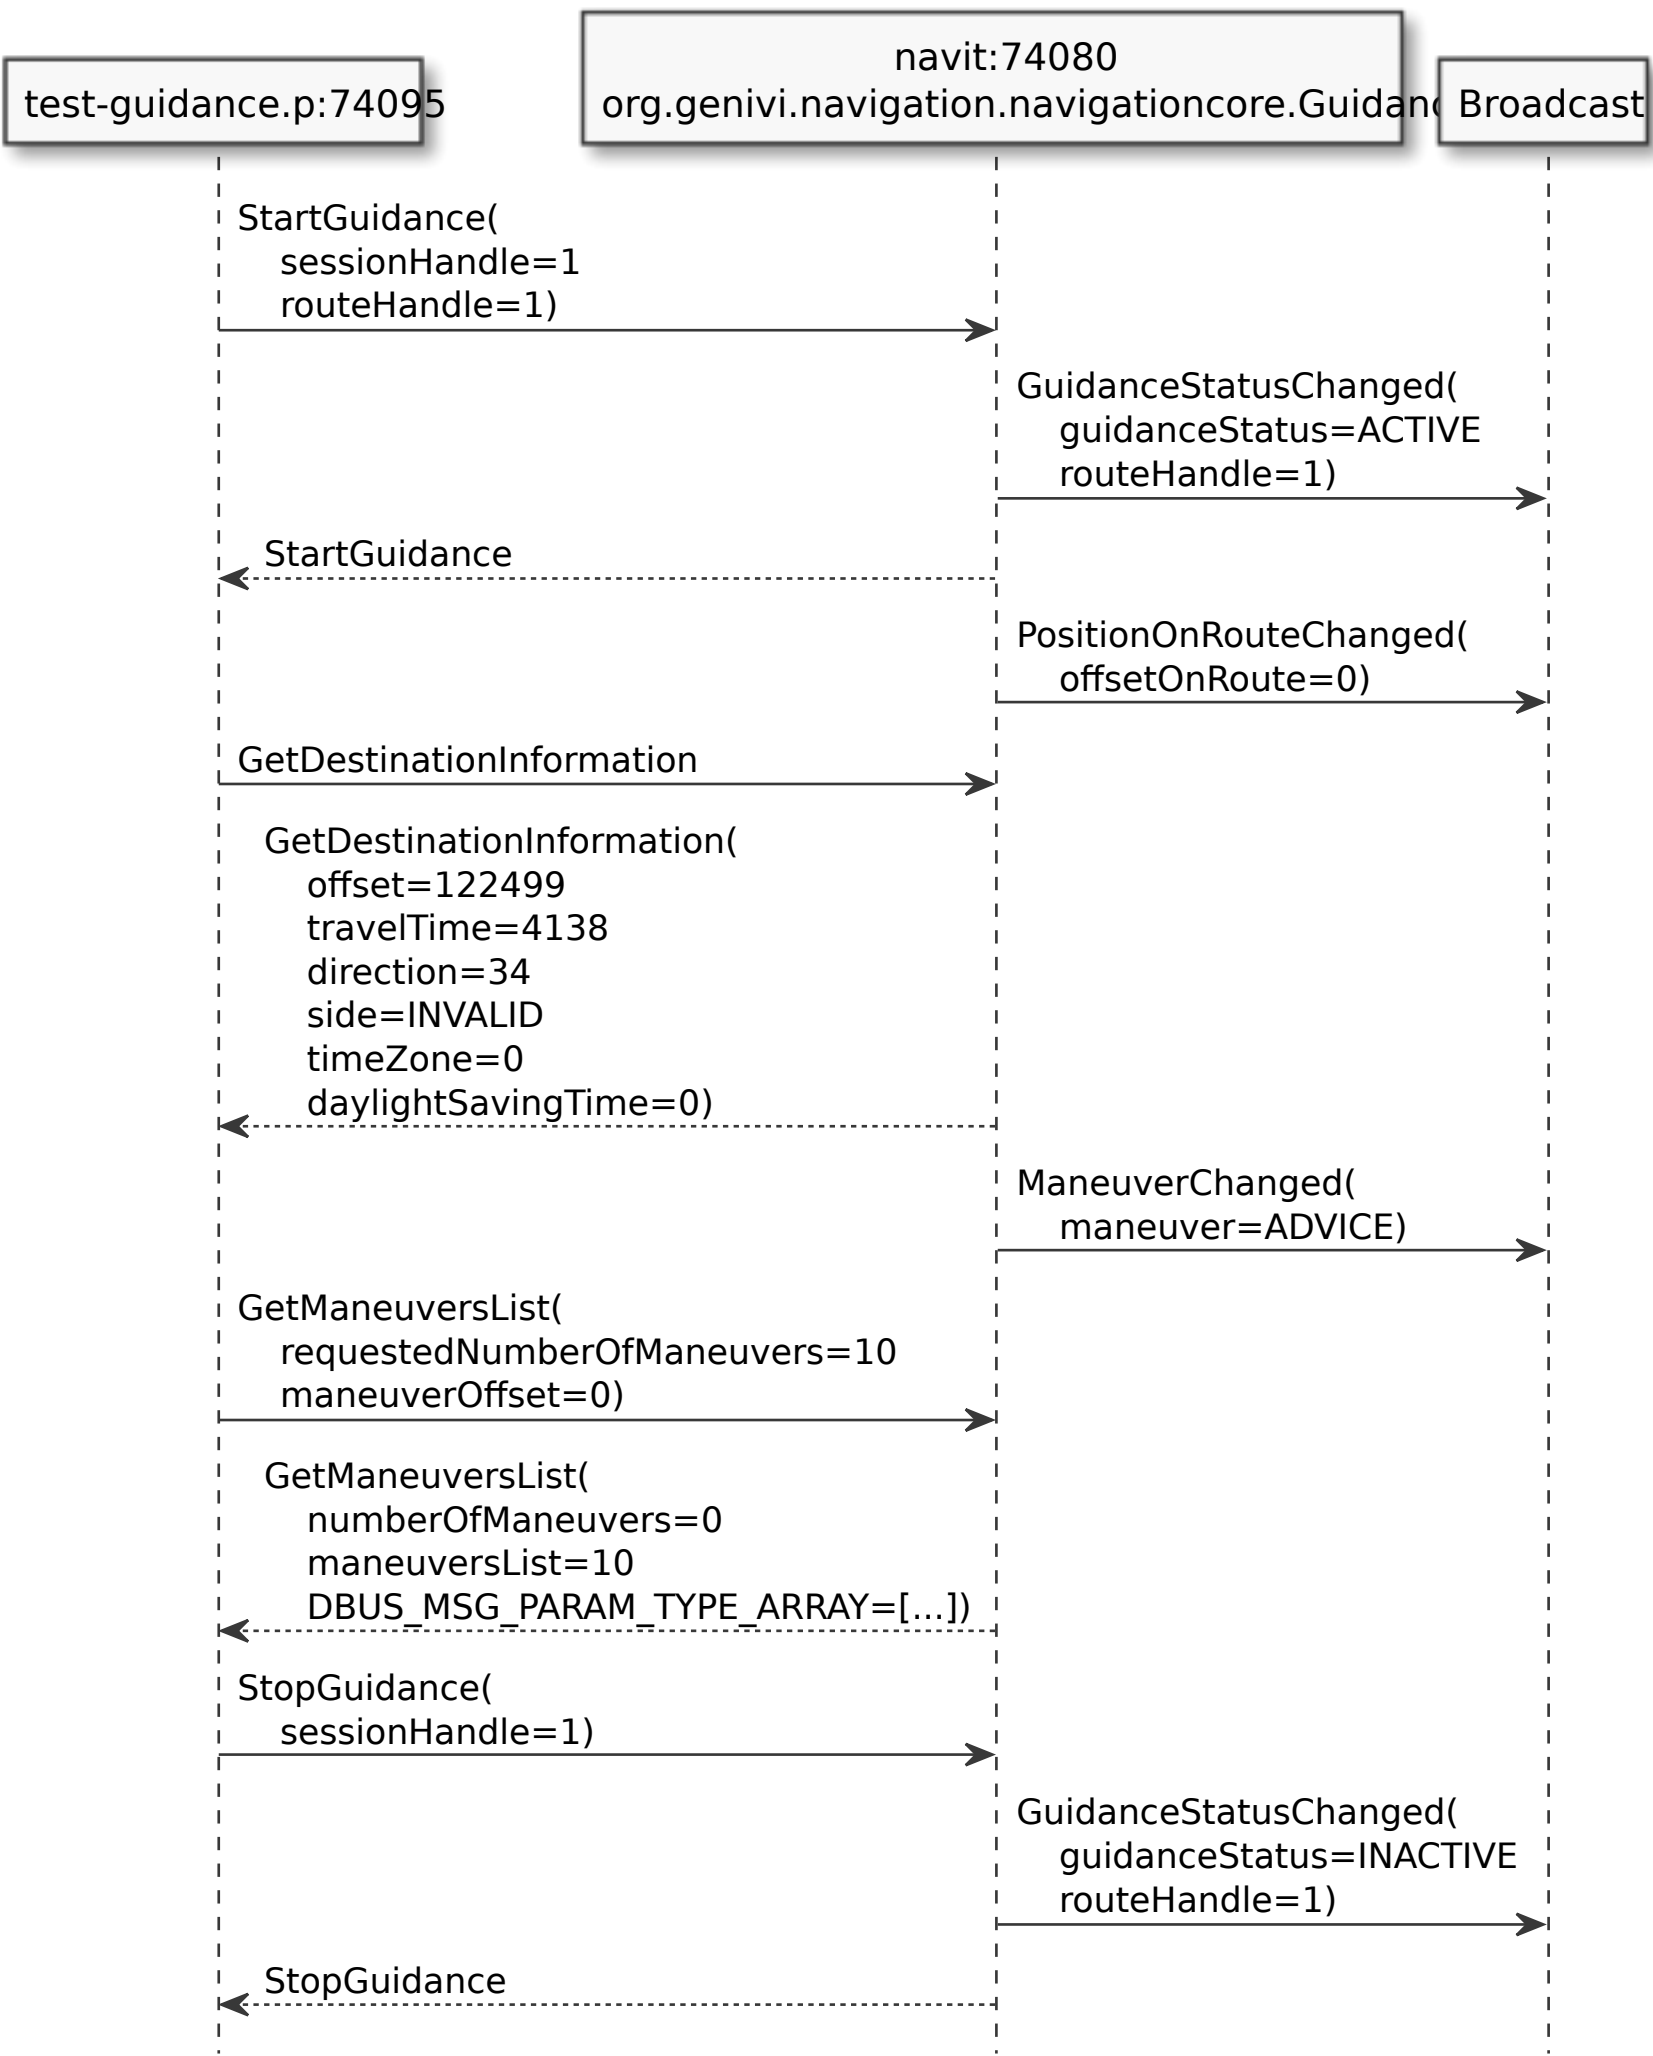 test-guidance.p:74095
navit:74080
org.genivi.navigation.navigationcore.Guidanc
Broadcast
StartGuidance(
sessionHandle=1
routeHandle=1)
GuidanceStatusChanged(
guidanceStatus=ACTIVE
routeHandle=1)
StartGuidance
PositionOnRouteChanged(
offsetOnRoute=0)
GetDestinationInformation
GetDestinationInformation(
offset=122499
travelTime=4138
direction=34
side=INVALID
timeZone=0
daylightSavingTime=0)
ManeuverChanged(
maneuver=ADVICE)
GetManeuversList(
requestedNumberOfManeuvers=10
maneuverOffset=0)
GetManeuversList(
numberOfManeuvers=0
maneuversList=10
DBUS_MSG_PARAM_TYPE_ARRAY=[...])
StopGuidance(
sessionHandle=1)
GuidanceStatusChanged(
guidanceStatus=INACTIVE
routeHandle=1)
StopGuidance